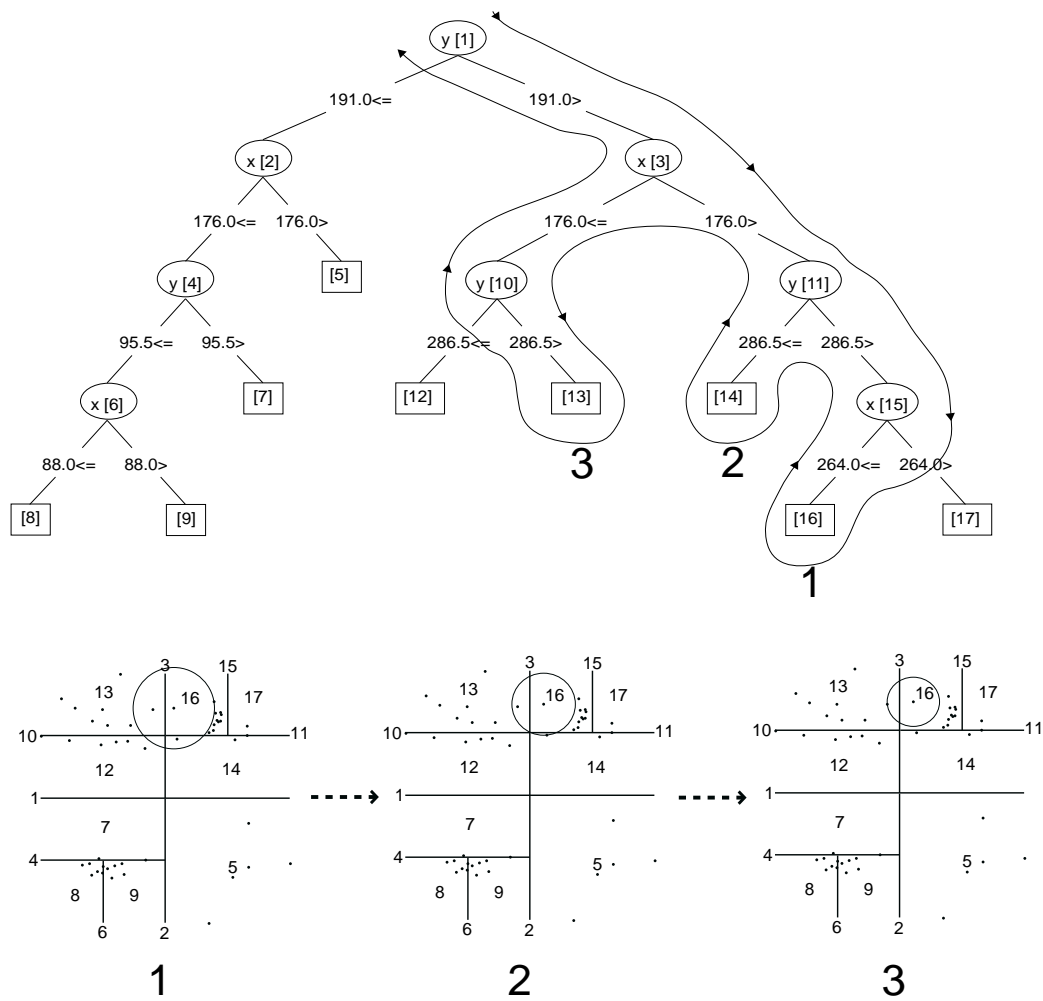 y [1]
191.0<= 191.0>
x [2] x [3]
176.0<= 176.0> 176.0<= 176.0>
y [4] [5] y [10] y [11]
95.5<= 95.5> 286.5<= 286.5> 286.5<= 286.5>
x [6] [7] [12] [13] [14] x [15]
3 2
88.0<= 88.0> 264.0<= 264.0>
[8] [9] [16] [17]
1
3 15
13 16 17
10 11
12 14
1
7
4 5
8 9
6 2
1
3 15
13 16 17
10 11
12 14
1
7
4 5
8 9
6 2
2
3 15
13 16 17
10 11
12 14
1
7
4 5
8 9
6 2
3